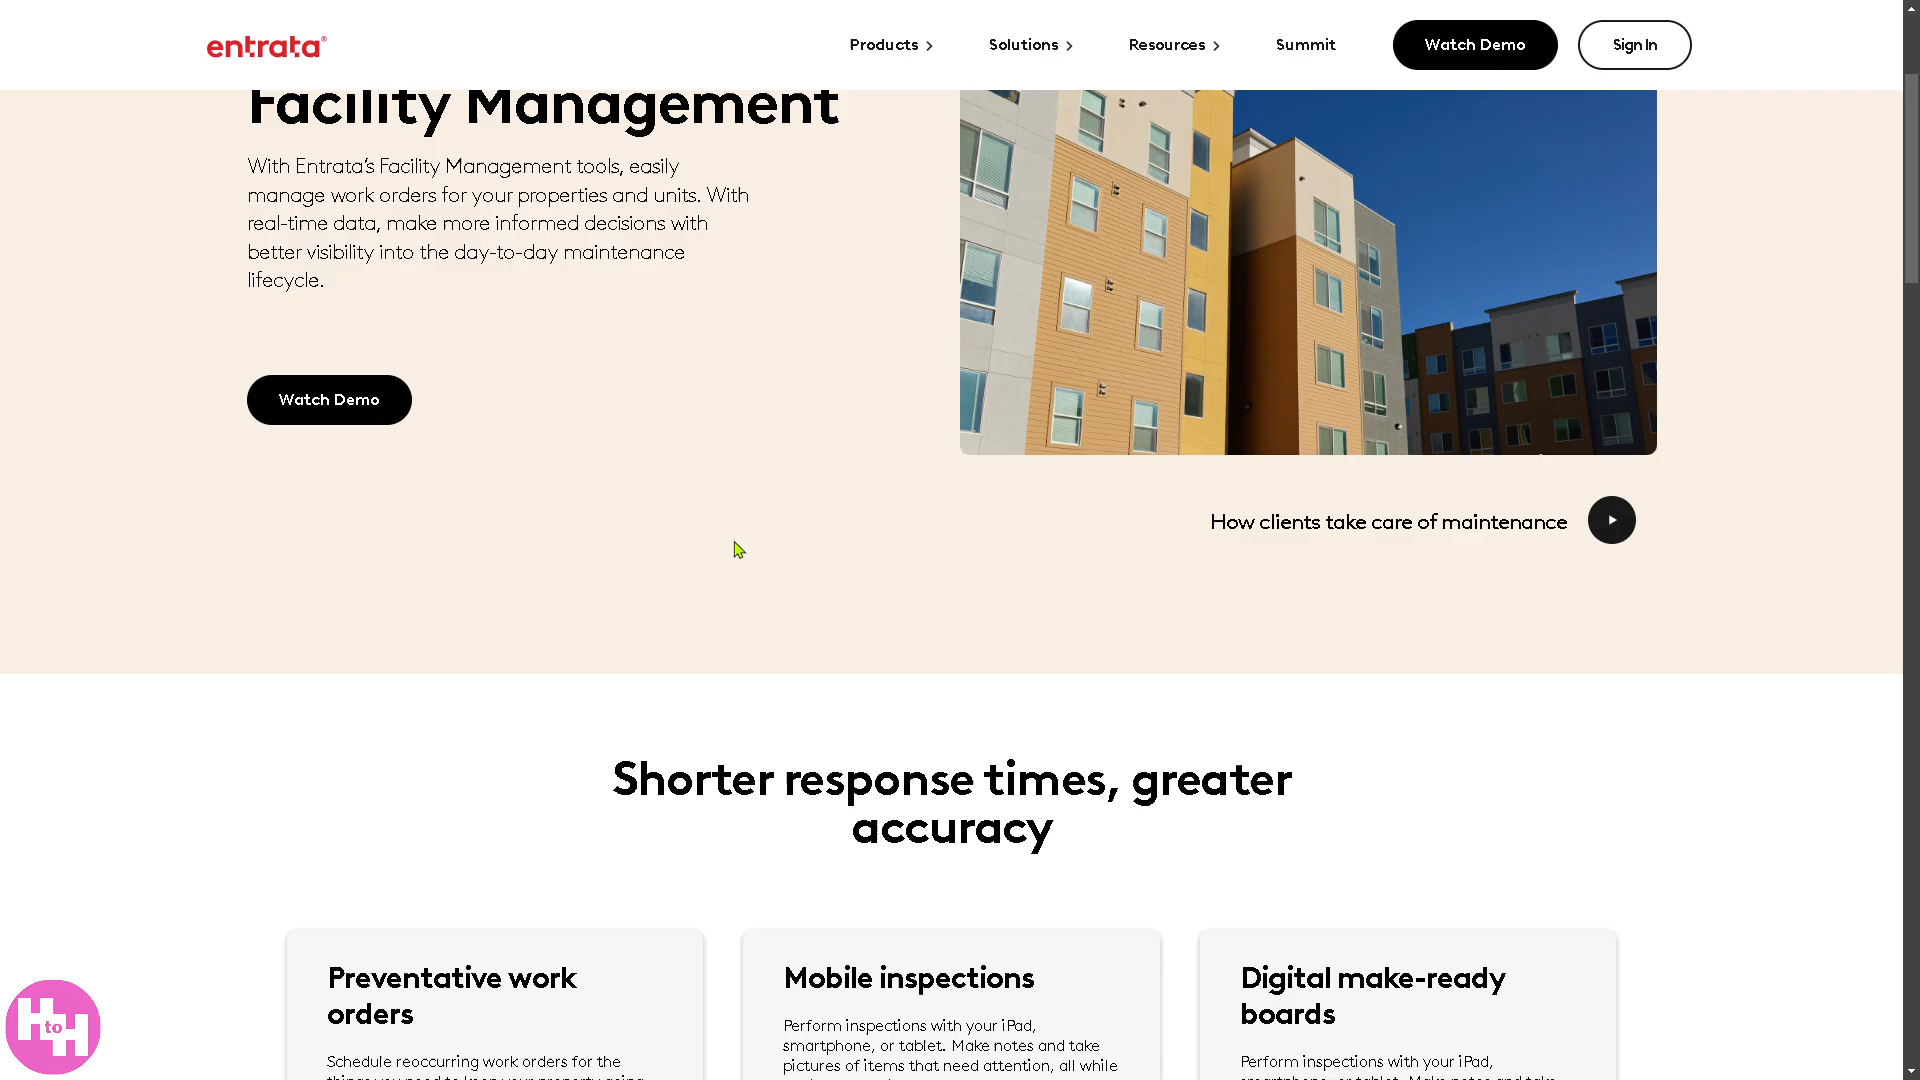 entrata®
Products
Solutions
Resources
Summit
Watch Demo
Sign In
Facility Management
With Entrata's Facility Management tools, easily
manage work orders for your properties and units. With
real-time data, make more informed decisions with
better visibility into the day-to-day maintenance
lifecycle.
Watch Demo
How clients take care of maintenance
Shorter response times, greater
accuracy
Preventative work
orders
Schedule reoccurring work orders for the
Mobile inspections
Perform inspections with your iPad,
smartphone, or tablet. Make notes and take
pictures of items that need attention, all while
Digital make-ready
boards
Perform inspections with your iPad,
H to H